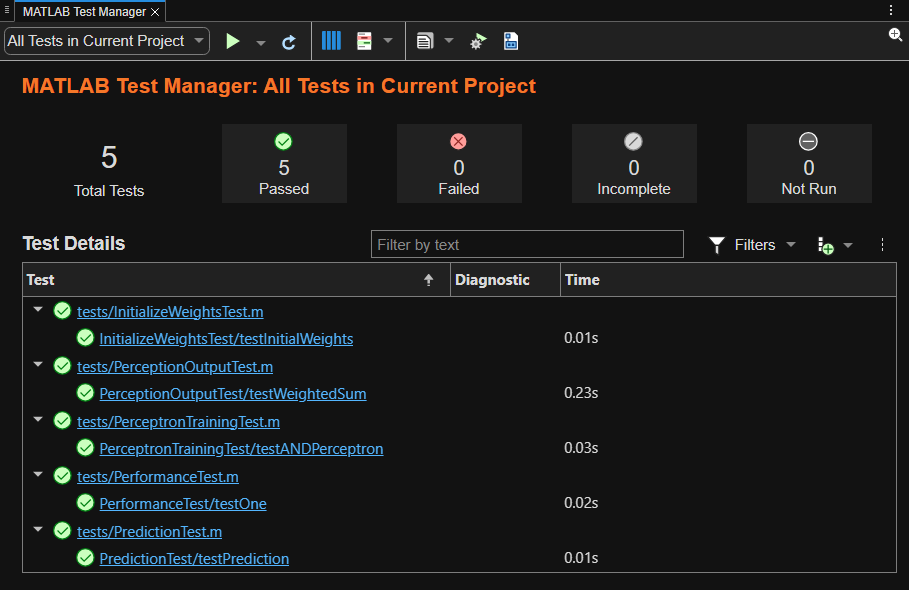 MATLAB Test Manager
All Tests in Current Project
MATLAB Test Manager: All Tests in Current Project
5
Total Tests
5
Passed
0
Failed
0
Incomplete
0
Not Run
Test Details
Filter by text
Filters
Test Diagnostic Time
tests/InitializeWeightsTest.m
InitializeWeightsTest/testInitialWeights 0.01s
tests/PerceptionOutputTest.m
PerceptionOutputTest/testWeightedSum 0.23s
tests/PerceptronTrainingTest.m
PerceptronTrainingTest/testANDPerceptron 0.03s
tests/PerformanceTest.m
PerformanceTest/testOne 0.02s
tests/PredictionTest.m
PredictionTest/testPrediction 0.01s